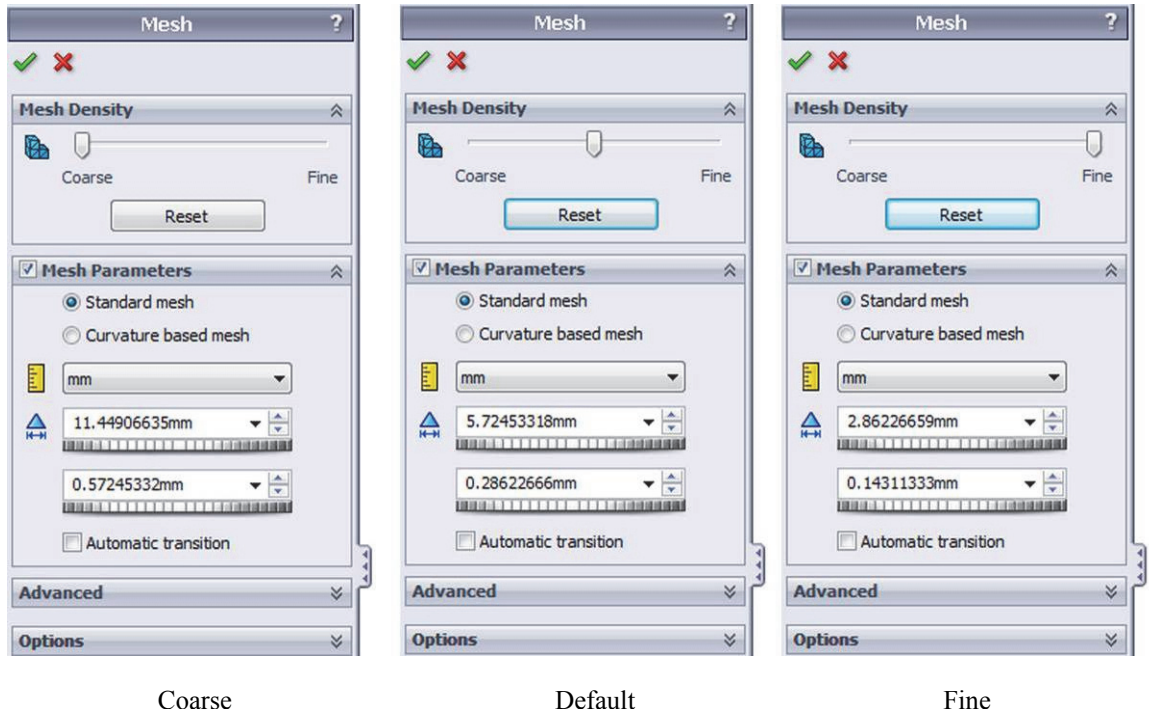 Mesh ?
Mesh Density
Coarse Fine
Reset
Mesh Parameters
Standard mesh
Curvature based mesh
mm
11.44906635mm
0.57245332mm
Automatic transition
Advanced
Options
Coarse
Mesh ?
Mesh Density
Coarse Fine
Reset
Mesh Parameters
Standard mesh
Curvature based mesh
mm
5.72453318mm
0.28622666mm
Automatic transition
Advanced
Options
Default
Mesh ?
Mesh Density
Coarse Fine
Reset
Mesh Parameters
Standard mesh
Curvature based mesh
mm
2.86226659mm
0.14311333mm
Automatic transition
Advanced
Options
Fine